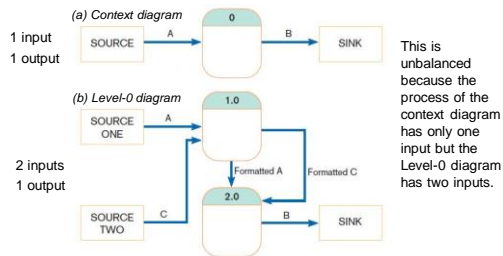 (a) Context diagram
1 input
1 output
SOURCE
A
0
B
SINK
This is
unbalanced
because the
process of the
context diagram
has only one
input but the
Level-0 diagram
has two inputs.
(b) Level-0 diagram
2 inputs
1 output
SOURCE
ONE
A
1.0
Formatted A
Formatted C
2.0
SOURCE
TWO
C
B
SINK